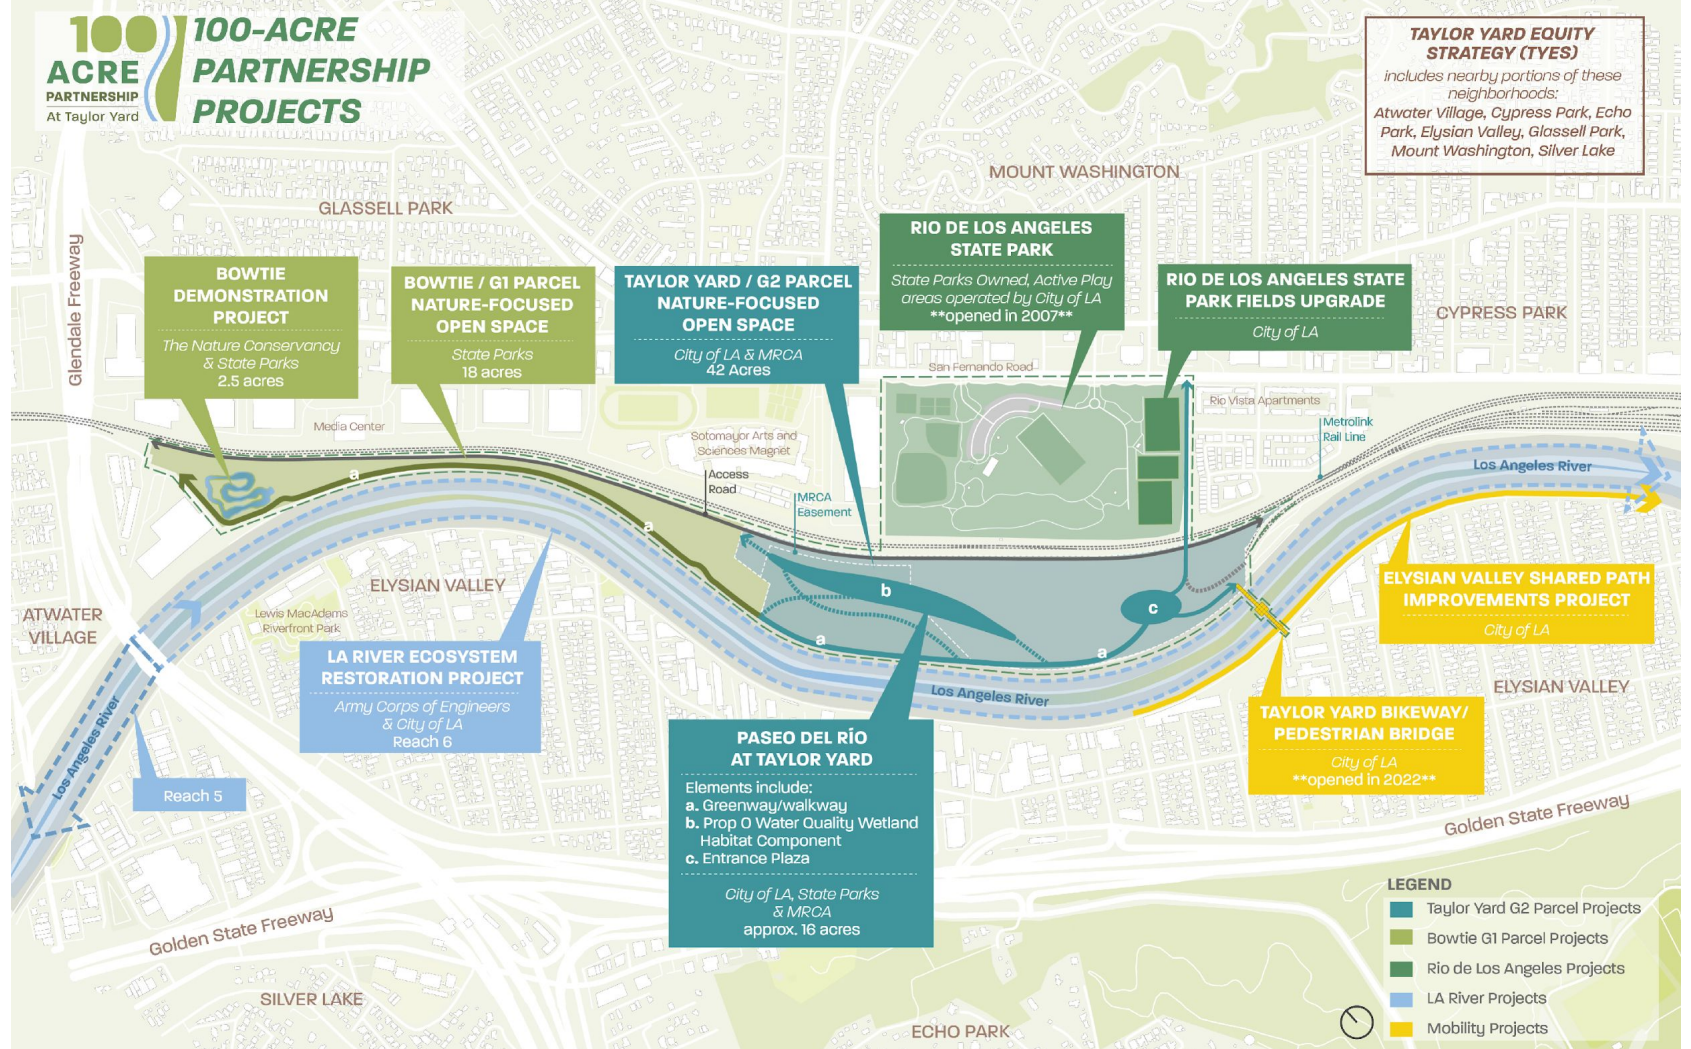 100
ACRE
PARTNERSHIP
At Taylor Yard
100-ACRE
PARTNERSHIP
PROJECTS
TAYLOR YARD EQUITY
STRATEGY (TYES)
includes nearby portions of these
neighborhoods:
Atwater Village, Cypress Park, Echo
Park, Elysian Valley, Glassell Park,
Mount Washington, Silver Lake
MOUNT WASHINGTON
GLASSELL PARK
Glendale Freeway
BOWTIE
DEMONSTRATION
PROJECT
The Nature Conservancy
& State Parks
2.5 acres
BOWTIE / G1 PARCEL
NATURE-FOCUSED
OPEN SPACE
State Parks
18 acres
TAYLOR YARD / G2 PARCEL
NATURE-FOCUSED
OPEN SPACE
City of LA & MRCA
42 Acres
RIO DE LOS ANGELES
STATE PARK
State Parks Owned, Active Play
areas operated by City of LA
**opened in 2007**
RIO DE LOS ANGELES STATE
PARK FIELDS UPGRADE
City of LA
CYPRESS PARK
San Fernando Road
Rio Vista Apartments
Metrolink
Rail Line
Media Center
Sotomayor Arts and
Sciences Magnet
Access
Road
MRCA
Easement
Los Angeles River
a
a
b
c
a
a
ELYSIAN VALLEY
ATWATER
VILLAGE
Lewis MacAdams
Riverfront Park
ELYSIAN VALLEY SHARED PATH
IMPROVEMENTS PROJECT
City of LA
LA RIVER ECOSYSTEM
RESTORATION PROJECT
Army Corps of Engineers
& City of LA
Reach 6
Los Angeles River
ELYSIAN VALLEY
Los Angeles River
Reach 5
PASEO DEL RÍO
AT TAYLOR YARD
Elements include:
a. Greenway/walkway
b. Prop O Water Quality Wetland
Habitat Component
c. Entrance Plaza
City of LA, State Parks
& MRCA
approx. 16 acres
TAYLOR YARD BIKEWAY/
PEDESTRIAN BRIDGE
City of LA
**opened in 2022**
Golden State Freeway
Golden State Freeway
SILVER LAKE
ECHO PARK
LEGEND
Taylor Yard G2 Parcel Projects
Bowtie G1 Parcel Projects
Rio de Los Angeles Projects
LA River Projects
Mobility Projects